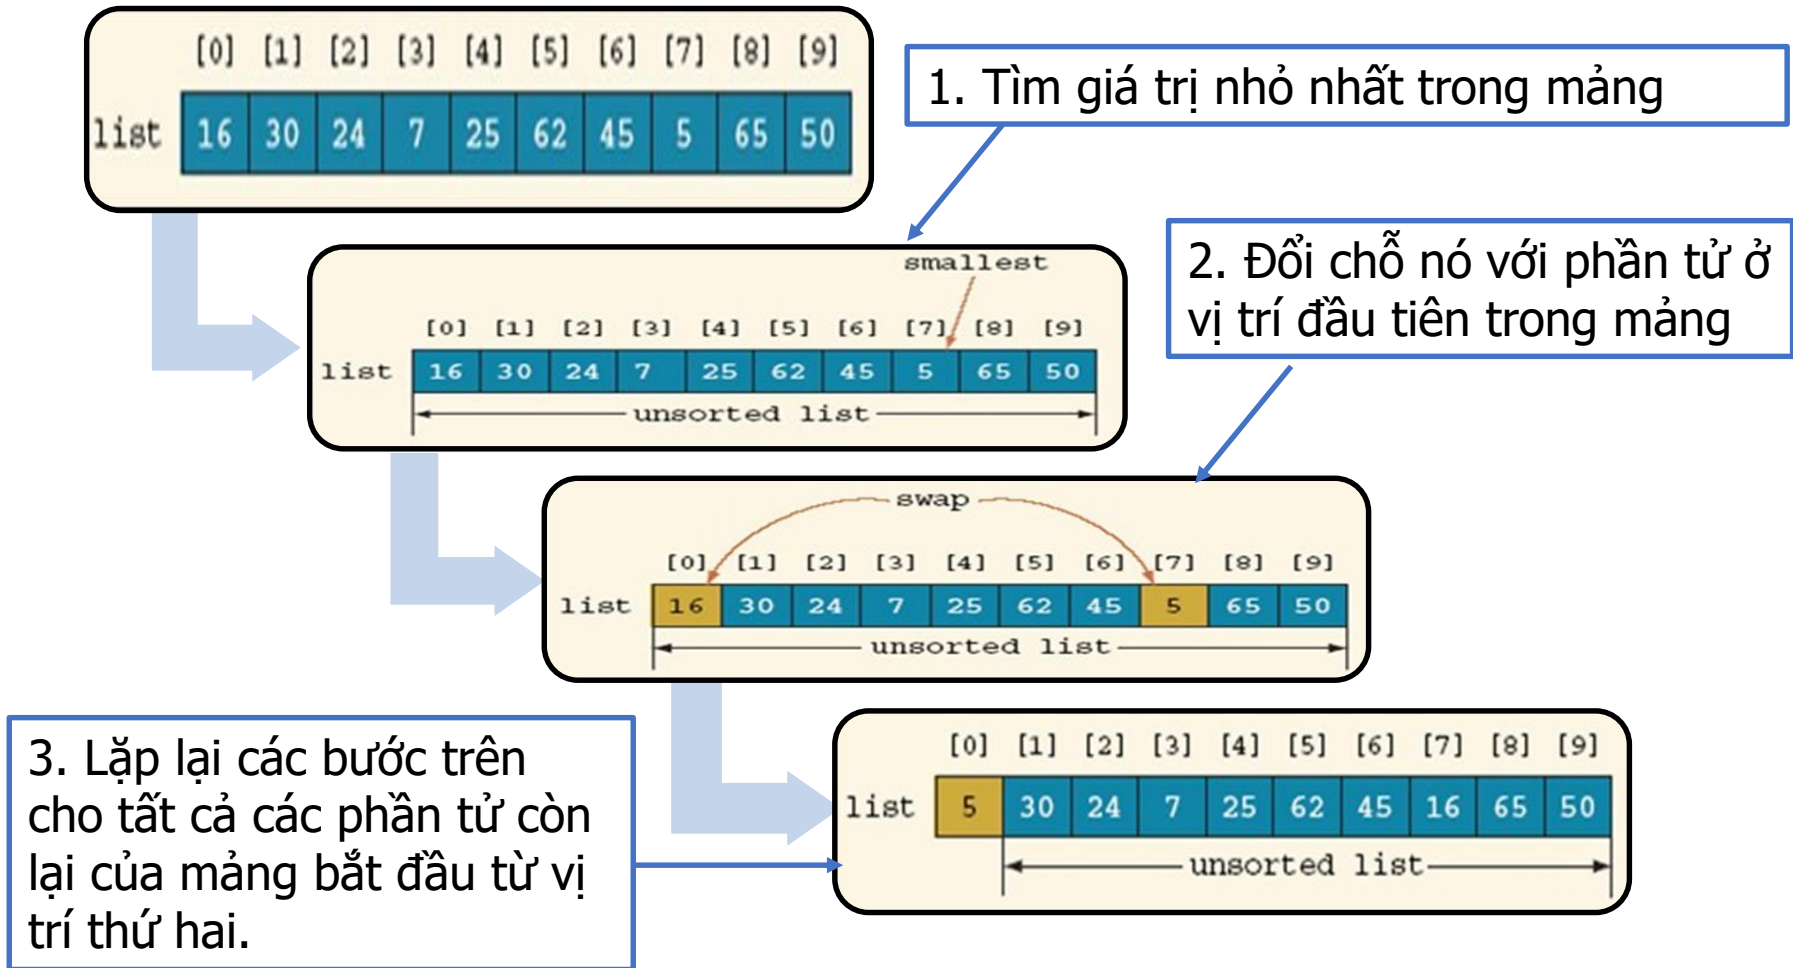 [0] [1] [2] [3] [4] [5] [6] [7] [8] [9]
list 16 30 24 7 25 62 45 5 65 50
1. Tìm giá trị nhỏ nhất trong mảng
smallest
[0] [1] [2] [3] [4] [5] [6] [7] [8] [9]
list 16 30 24 7 25 62 45 5 65 50
unsorted list
2. Đổi chỗ nó với phần tử ở
vị trí đầu tiên trong mảng
swap
[0] [1] [2] [3] [4] [5] [6] [7] [8] [9]
list 16 30 24 7 25 62 45 5 65 50
unsorted list
3. Lặp lại các bước trên
cho tất cả các phần tử còn
lại của mảng bắt đầu từ vị
trí thứ hai.
[0] [1] [2] [3] [4] [5] [6] [7] [8] [9]
list 5 30 24 7 25 62 45 16 65 50
unsorted list